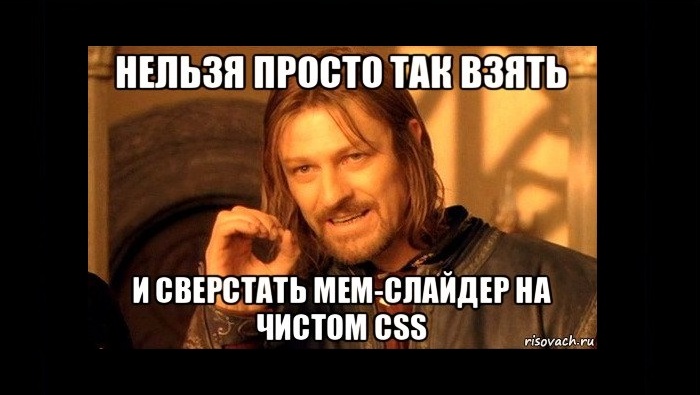 НЕЛЬЗЯ ПРОСТО ТАК ВЗЯТЬ
И СВЕРСТАТЬ МЕМ-СЛАЙДЕР НА
ЧИСТОМ CSS
risovach.ru